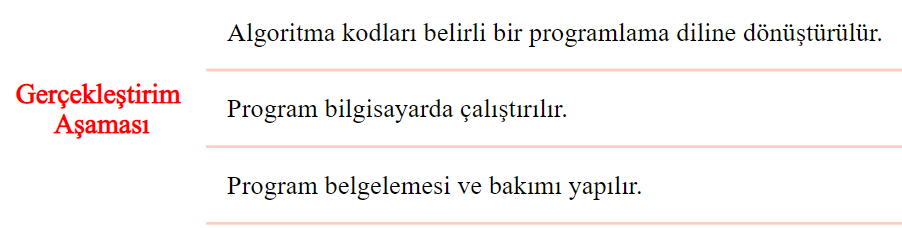 Gerçekleştirim
Aşaması
Algoritma kodları belirli bir programlama diline dönüştürülür.
Program bilgisayarda çalıştırılır.
Program belgelemesi ve bakımı yapılır.